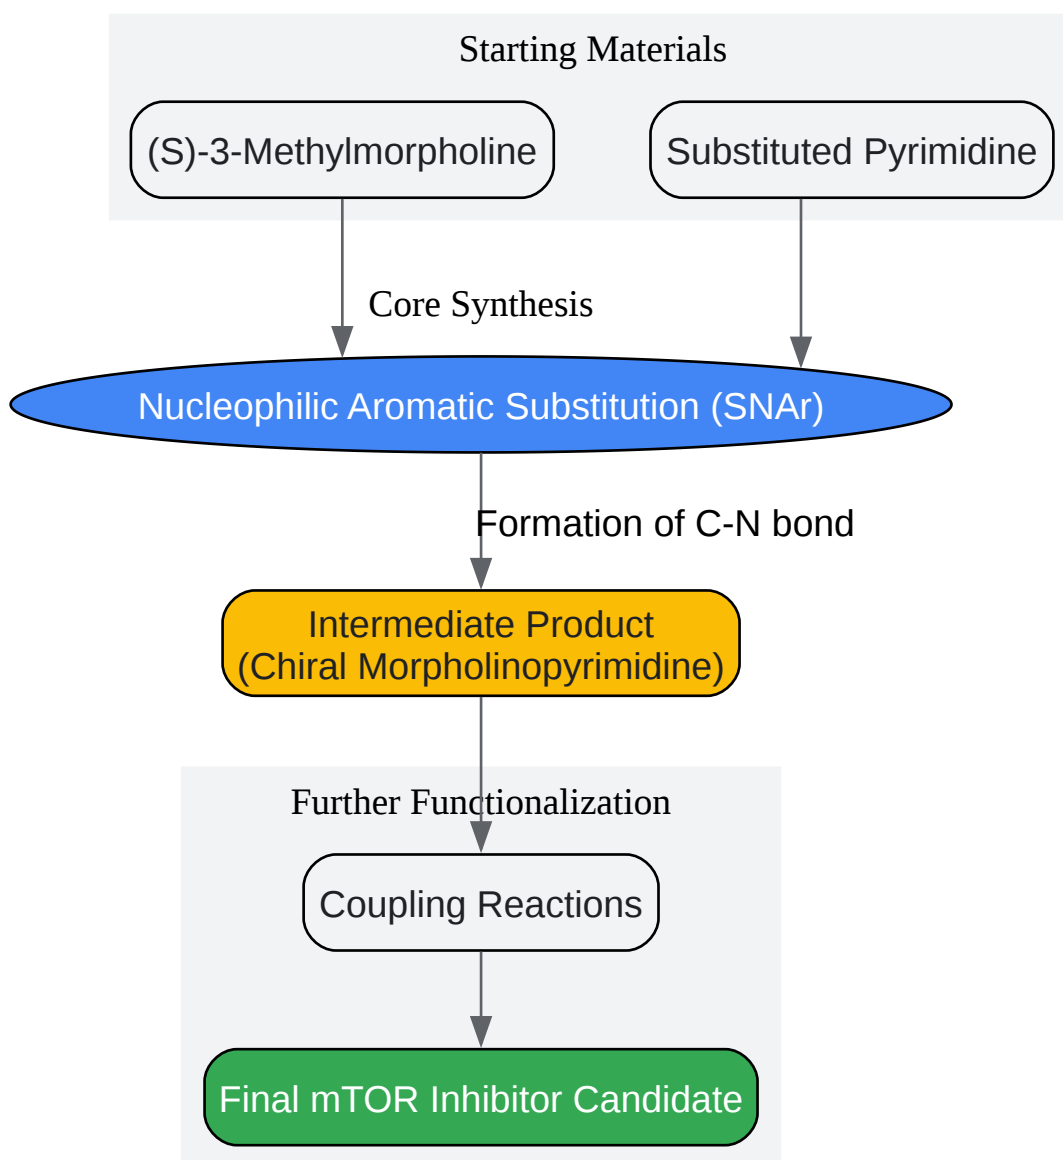 Starting Materials
(S)-3-Methylmorpholine
Substituted Pyrimidine
Core Synthesis
Nucleophilic Aromatic Substitution (SNAr)
Formation of C-N bond
Intermediate Product
(Chiral Morpholinopyrimidine)
Further Functionalization
Coupling Reactions
Final mTOR Inhibitor Candidate